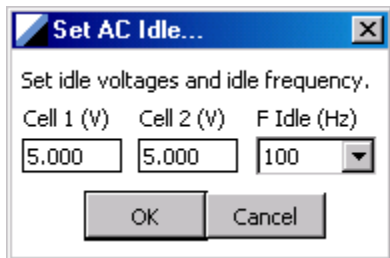 Set AC Idle...
Set idle voltages and idle frequency.
Cell 1 (V) Cell 2 (V) F Idle (Hz)
5.000 5.000 100
OK Cancel